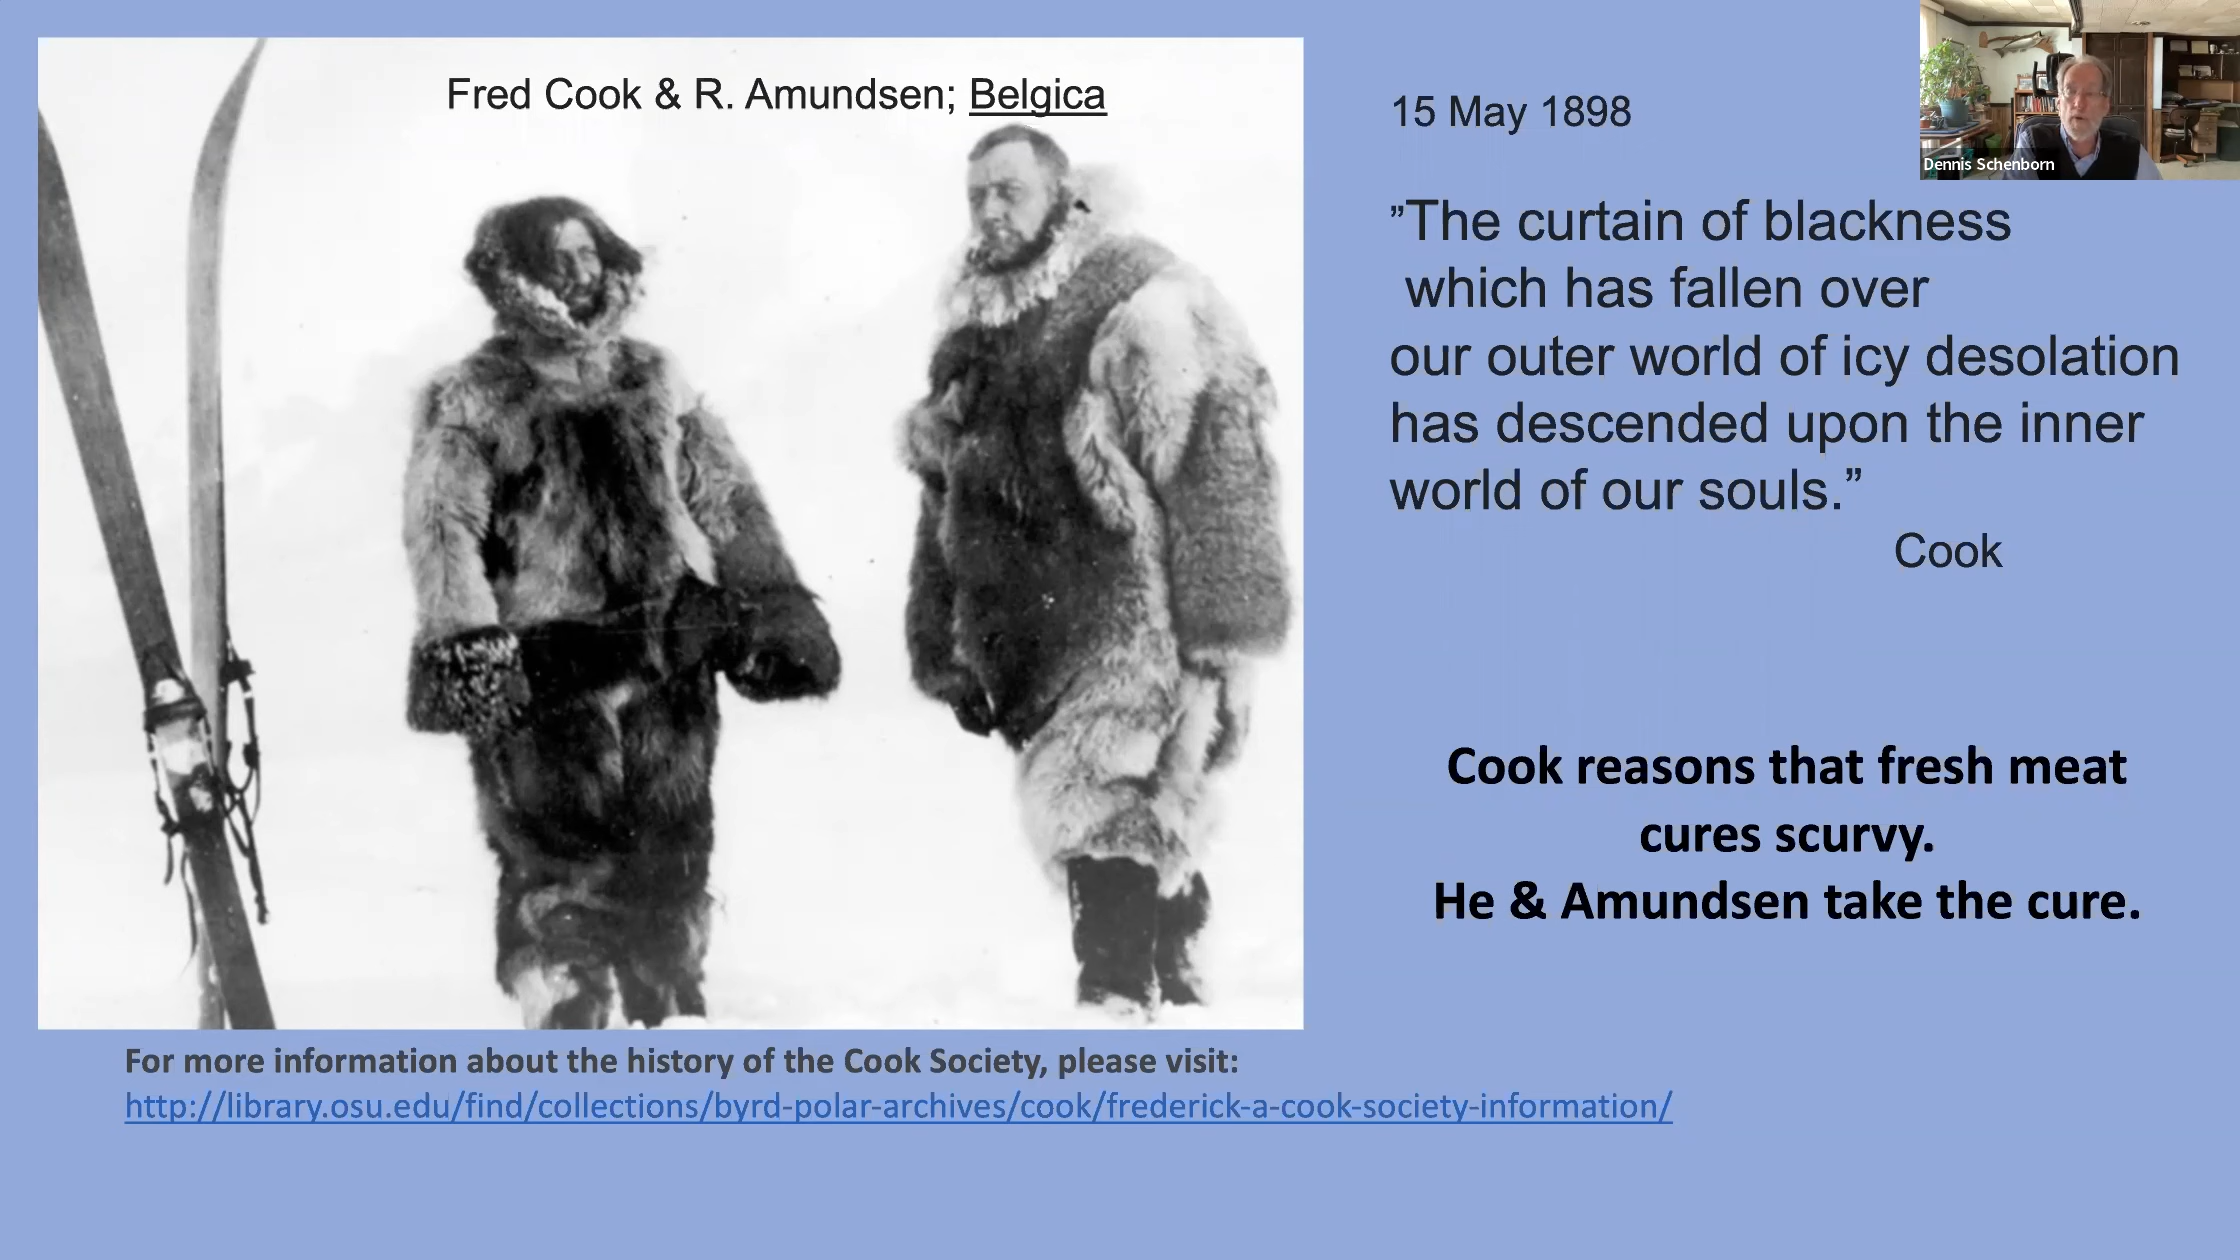 Fred Cook & R. Amundsen; Belgica
15 May 1898
”The curtain of blackness
which has fallen over
our outer world of icy desolation
has descended upon the inner
world of our souls.”
Cook
Cook reasons that fresh meat
cures scurvy.
He & Amundsen take the cure.
For more information about the history of the Cook Society, please visit:
http://library.osu.edu/find/collections/byrd-polar-archives/cook/frederick-a-cook-society-information/
Dennis Schenborn